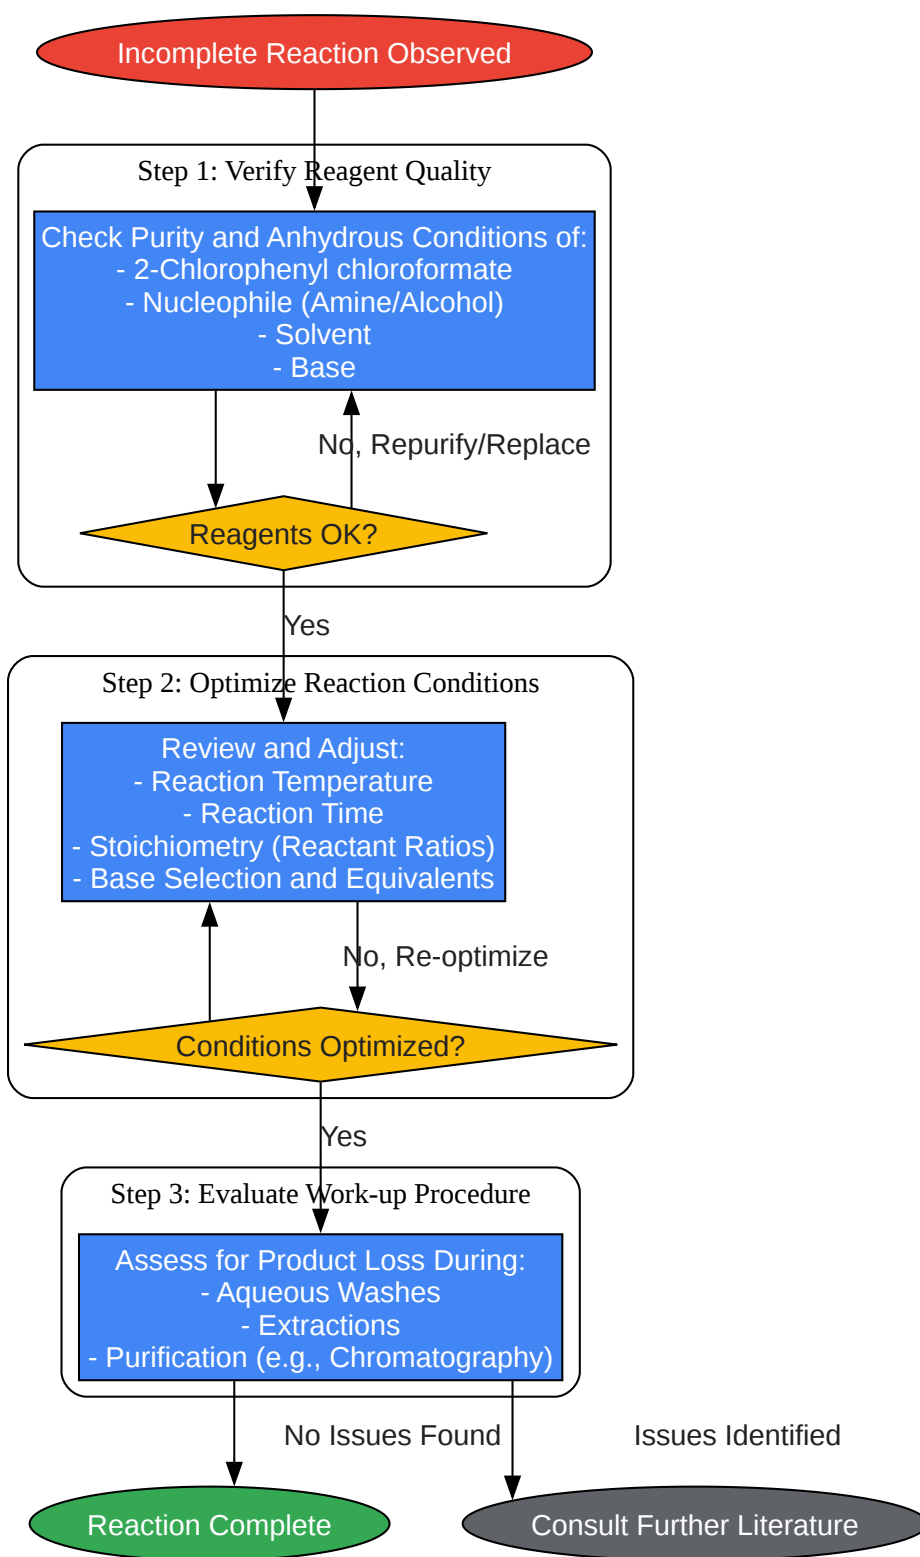 Incomplete Reaction Observed
Step 1: Verify Reagent Quality
Check Purity and Anhydrous Conditions of:
- 2-Chlorophenyl chloroformate
- Nucleophile (Amine/Alcohol)
- Solvent
- Base
No, Repurify/Replace
Reagents OK?
Yes
Step 2: Optimize Reaction Conditions
Review and Adjust:
- Reaction Temperature
- Reaction Time
- Stoichiometry (Reactant Ratios)
- Base Selection and Equivalents
No, Re-optimize
Conditions Optimized?
Yes
Step 3: Evaluate Work-up Procedure
Assess for Product Loss During:
- Aqueous Washes
- Extractions
- Purification (e.g., Chromatography)
No Issues Found
Issues Identified
Reaction Complete
Consult Further Literature